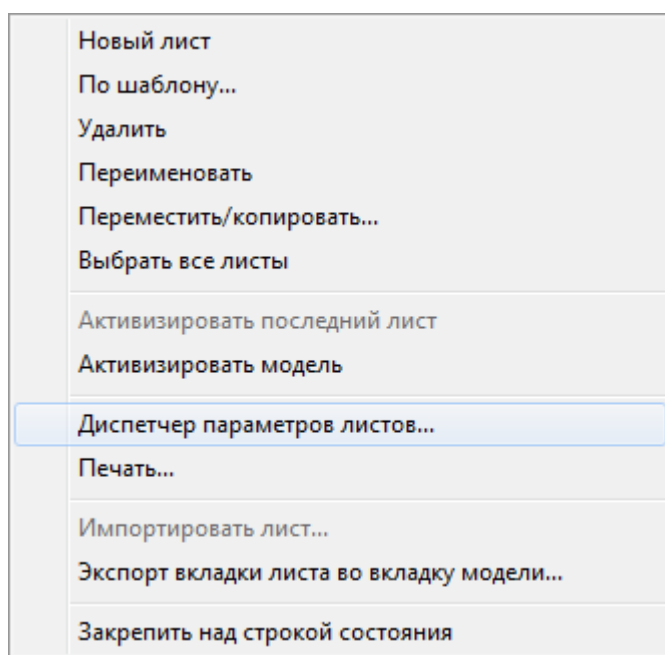 Новый лист
По шаблону...
Удалить
Переименовать
Переместить/копировать...
Выбрать все листы
Активизировать последний лист
Активизировать модель
Диспетчер параметров листов...
Печать...
Импортировать лист...
Экспорт вкладки листа во вкладку модели...
Закрепить над строкой состояния